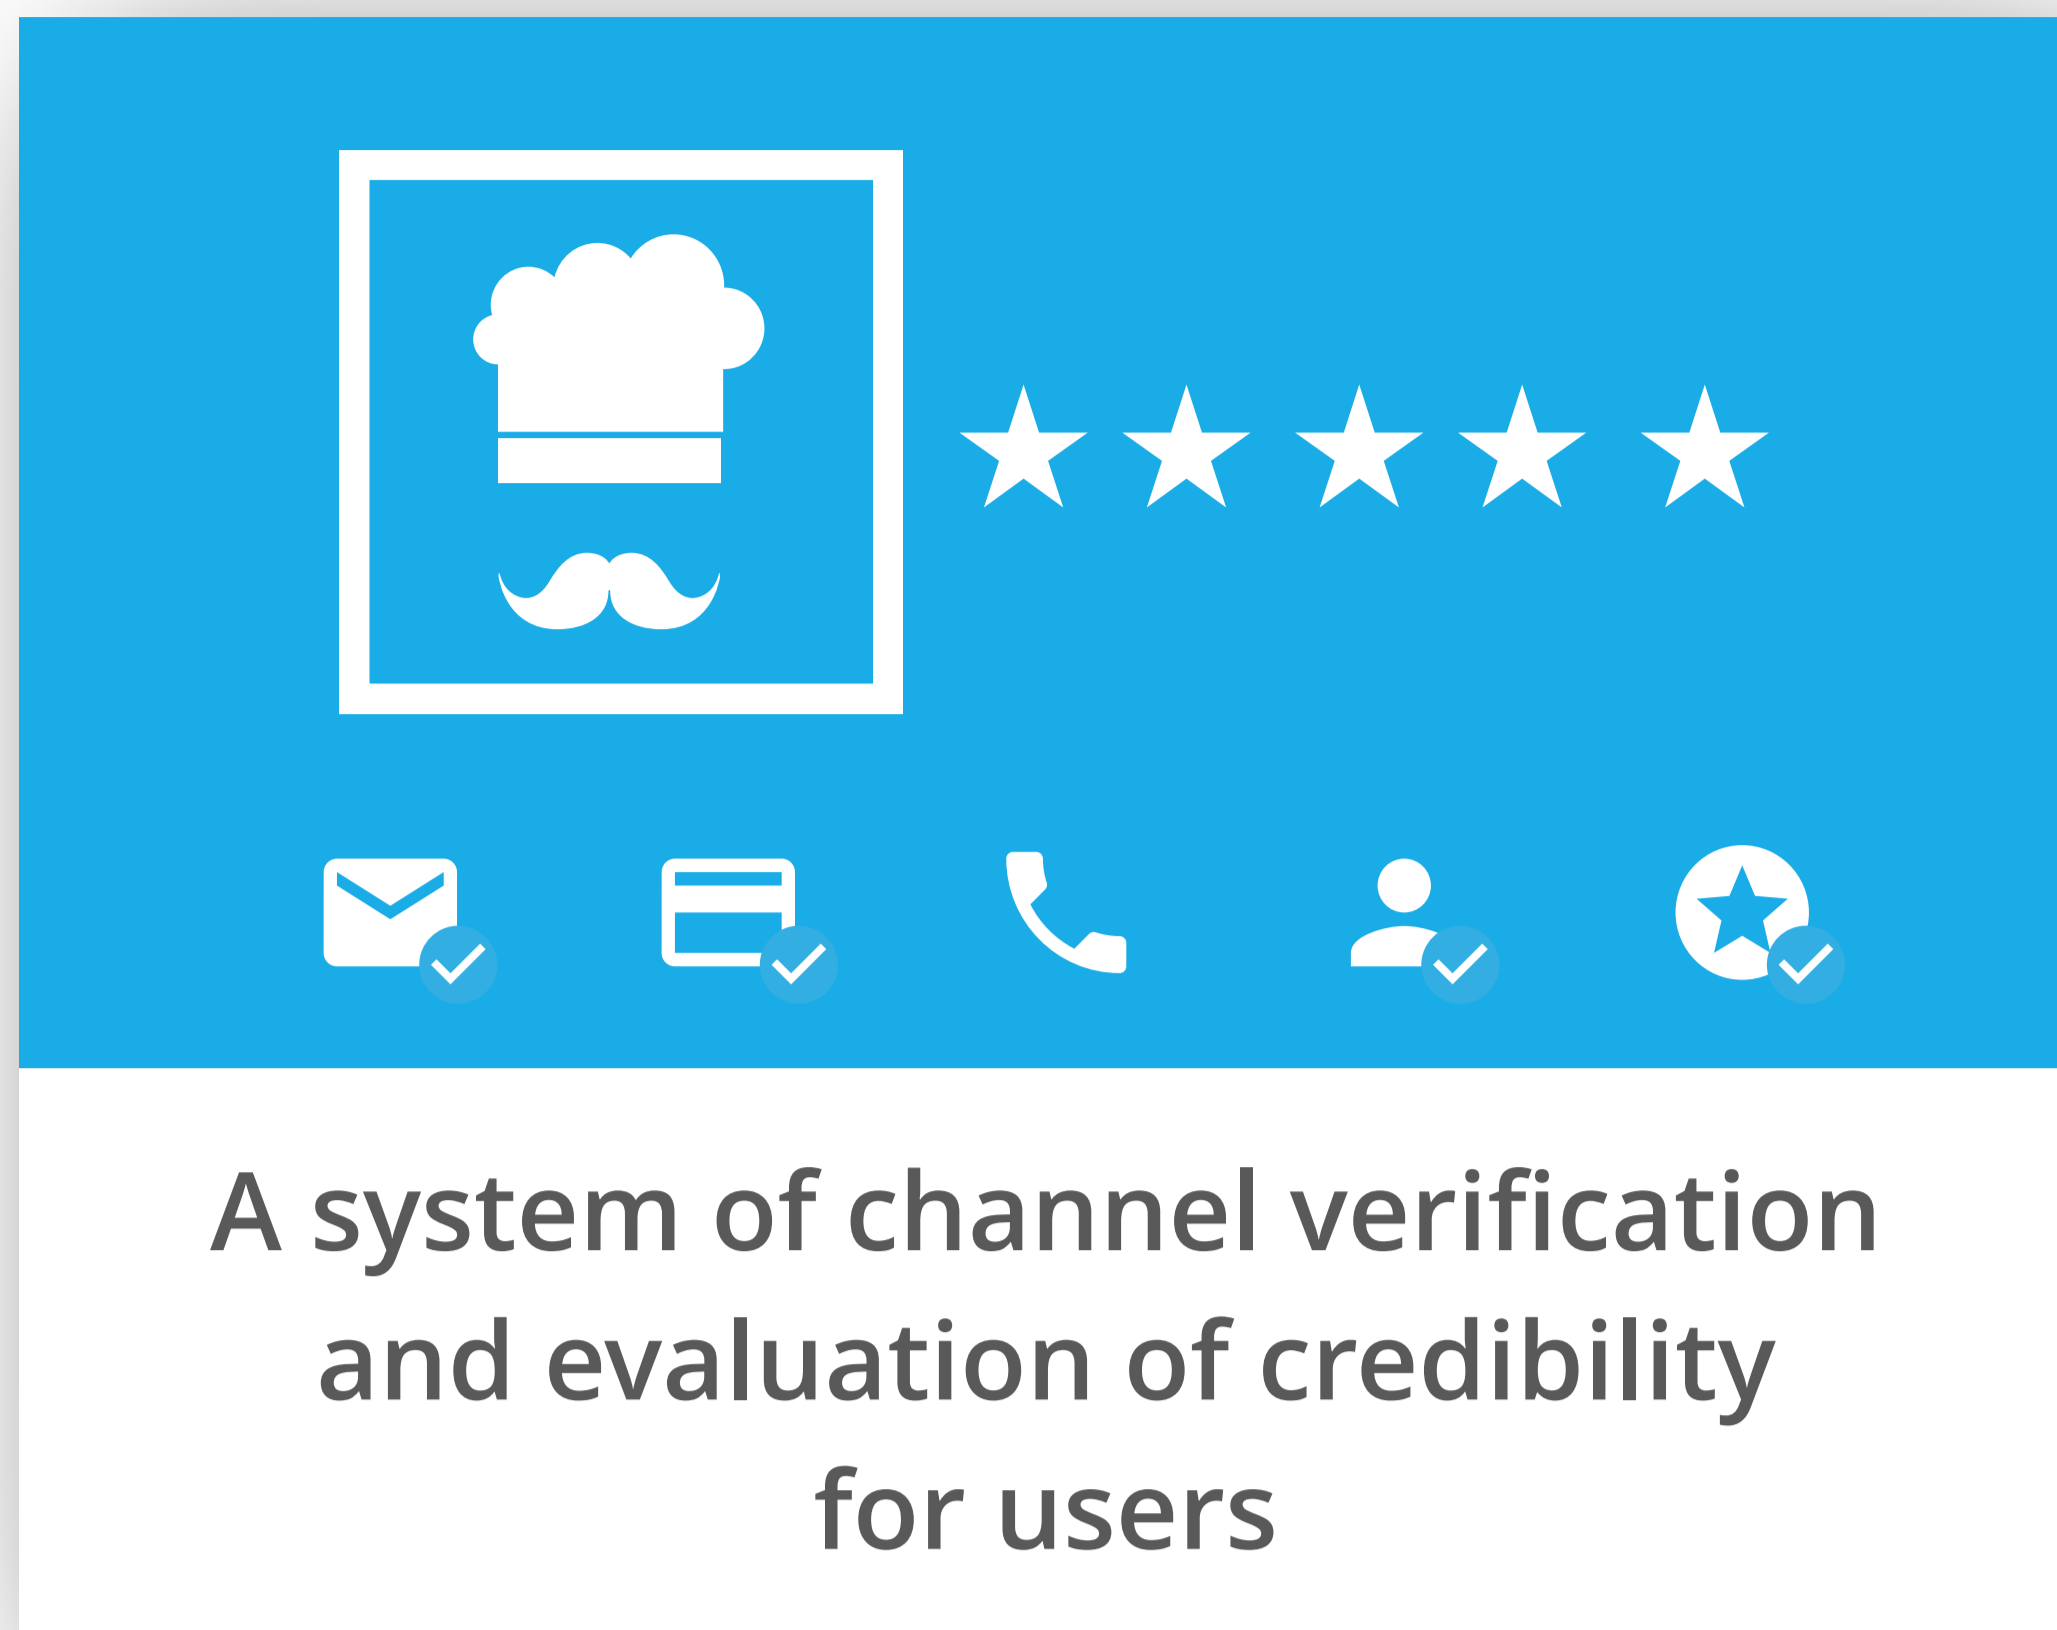 A system of channel verification
and evaluation of credibility
for users